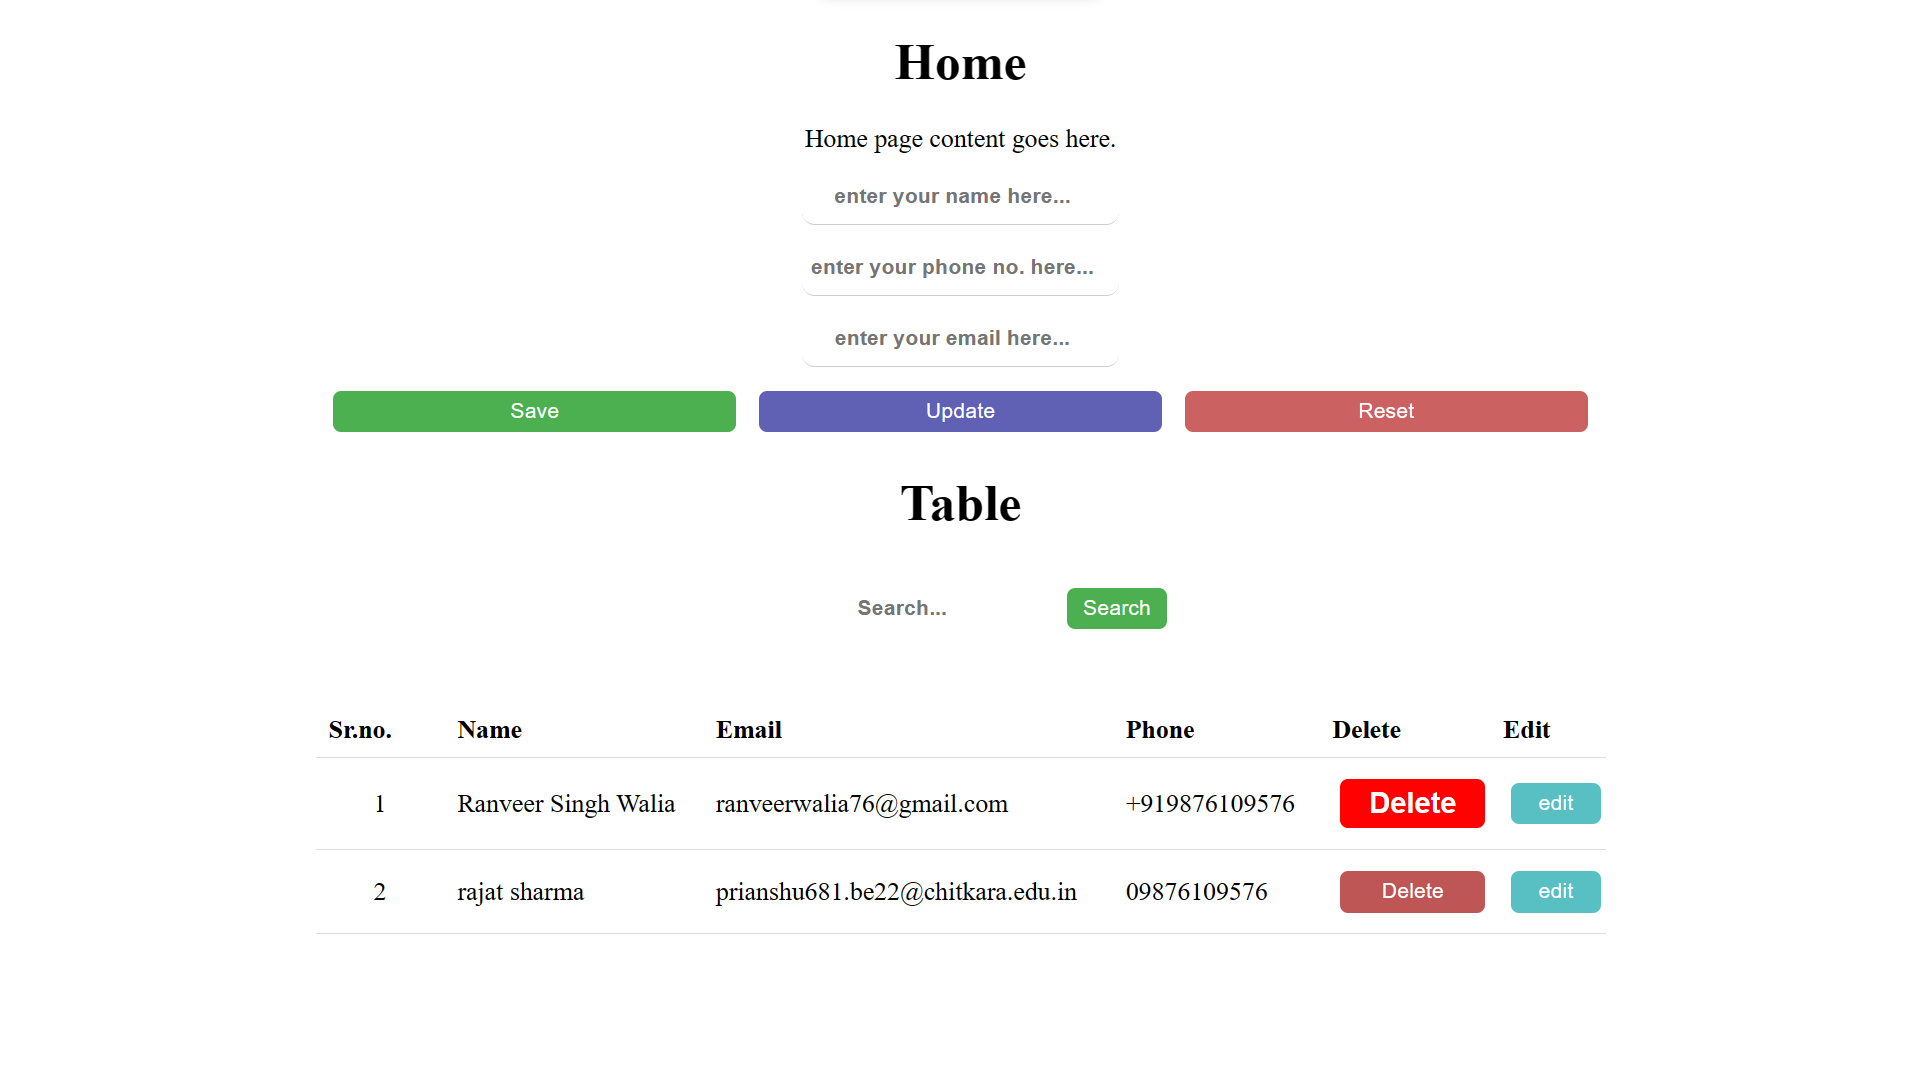 Home
Home page content goes here.
enter your name here...
enter your phone no. here...
enter your email here...
Save Update Reset
Table
Search... Search
Sr.no. Name Email Phone Delete Edit
1 Ranveer Singh Walia ranveerwalia76@gmail.com +919876109576 Delete edit
2 rajat sharma prianshu681.be22@chitkara.edu.in 09876109576 Delete edit